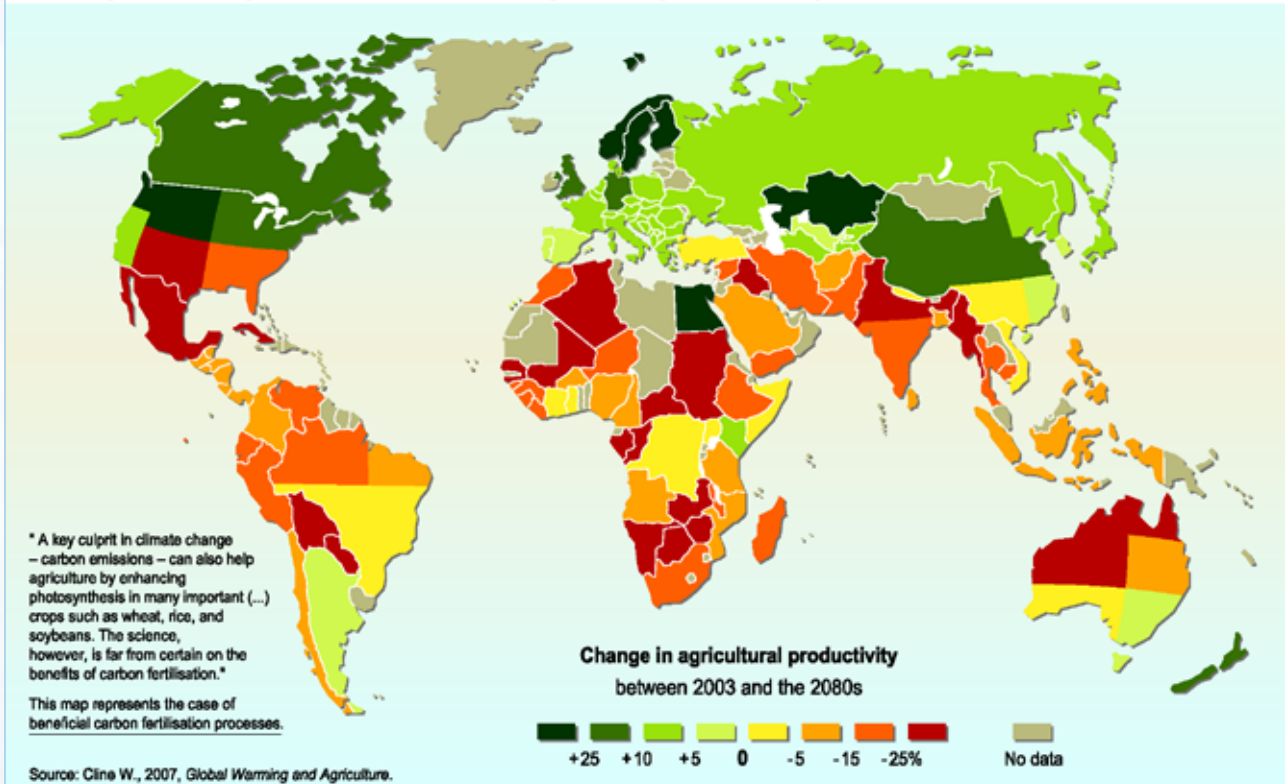 " A key culprit in climate change
– carbon emissions – can also help
agriculture by enhancing
photosynthesis in many important (...)
crops such as wheat, rice, and
soybeans. The science,
however, is far from certain on the
benefits of carbon fertilisation."
This map represents the case of
beneficial carbon fertilisation processes.
Source: Cline W., 2007, Global Warming and Agriculture.
Change in agricultural productivity
between 2003 and the 2080s
+25 +10 +5 0 -5 -15 -25% No data